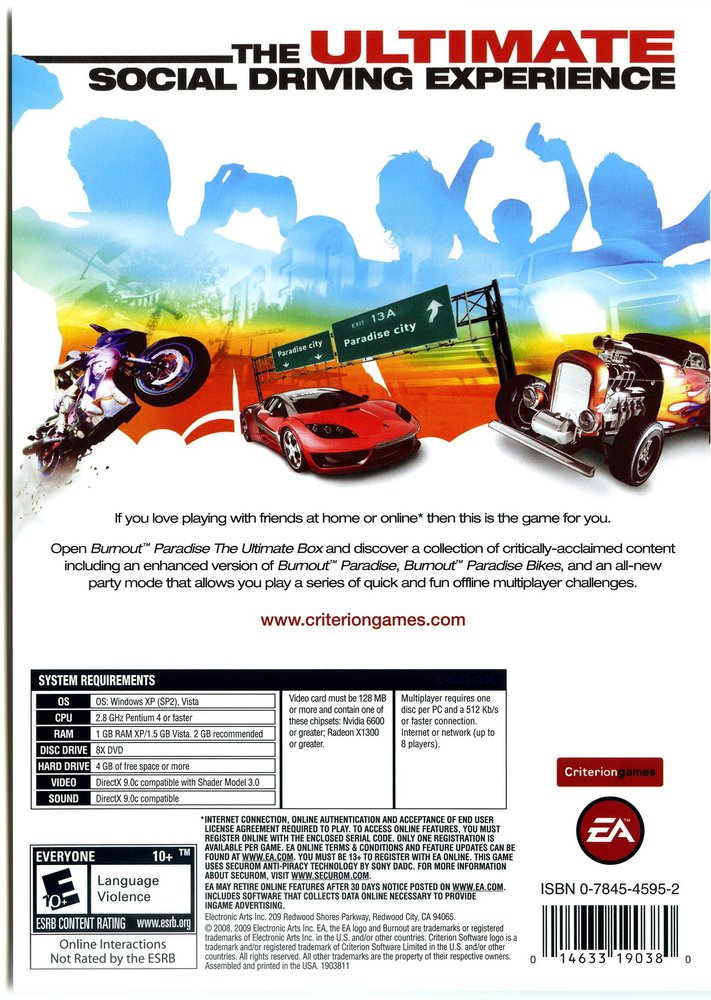 THE ULTIMATE
SOCIAL DRIVING EXPERIENCE
EXIT 13A
Paradise city
Paradise city
If you love playing with friends at home or online* then this is the game for you.
Open Burnout™ Paradise The Ultimate Box and discover a collection of critically-acclaimed content
including an enhanced version of Burnout™ Paradise, Burnout™ Paradise Bikes, and an all-new
party mode that allows you play a series of quick and fun offline multiplayer challenges.
www.criteriongames.com
SYSTEM REQUIREMENTS
OS OS: Windows XP (SP2), Vista
CPU 2.8 GHz Pentium 4 or faster
RAM 1 GB RAM XP/1.5 GB Vista. 2 GB recommended
DISC DRIVE 8X DVD
HARD DRIVE 4 GB of free space or more
VIDEO DirectX 9.0c compatible with Shader Model 3.0
SOUND DirectX 9.0c compatible
Video card must be 128 MB
or more and contain one of
these chipsets: Nvidia 6600
or greater; Radeon X1300
or greater.
Multiplayer requires one
disc per PC and a 512 Kb/s
or faster connection.
Internet or network (up to
8 players).
Criteriongames
EA™
*INTERNET CONNECTION, ONLINE AUTHENTICATION AND ACCEPTANCE OF END USER
LICENSE AGREEMENT REQUIRED TO PLAY. TO ACCESS ONLINE FEATURES, YOU MUST
REGISTER ONLINE WITH THE ENCLOSED SERIAL CODE. ONLY ONE REGISTRATION IS
AVAILABLE PER GAME. EA ONLINE TERMS & CONDITIONS AND FEATURE UPDATES CAN BE
FOUND AT WWW.EA.COM. YOU MUST BE 13+ TO REGISTER WITH EA ONLINE. THIS GAME
USES SECUROM ANTI-PIRACY TECHNOLOGY BY SONY DADC. FOR MORE INFORMATION
ABOUT SECUROM, VISIT WWW.SECUROM.COM.
EA MAY RETIRE ONLINE FEATURES AFTER 30 DAYS NOTICE POSTED ON WWW.EA.COM.
INCLUDES SOFTWARE THAT COLLECTS DATA ONLINE NECESSARY TO PROVIDE
INGAME ADVERTISING.
Electronic Arts Inc. 209 Redwood Shores Parkway, Redwood City, CA 94065.
© 2008, 2009 Electronic Arts Inc. EA, the EA logo and Burnout are trademarks or registered
trademarks of Electronic Arts Inc. in the U.S. and/or other countries. Criterion Software logo is a
trademark and/or registered trademark of Criterion Software Limited in the U.S. and/or other
countries. All rights reserved. All other trademarks are the property of their respective owners.
Assembled and printed in the USA. 1903811
EVERYONE 10+ ™
E
10+
Language
Violence
ESRB CONTENT RATING www.esrb.org
Online Interactions
Not Rated by the ESRB
ISBN 0-7845-4595-2
0 14633 19038 0